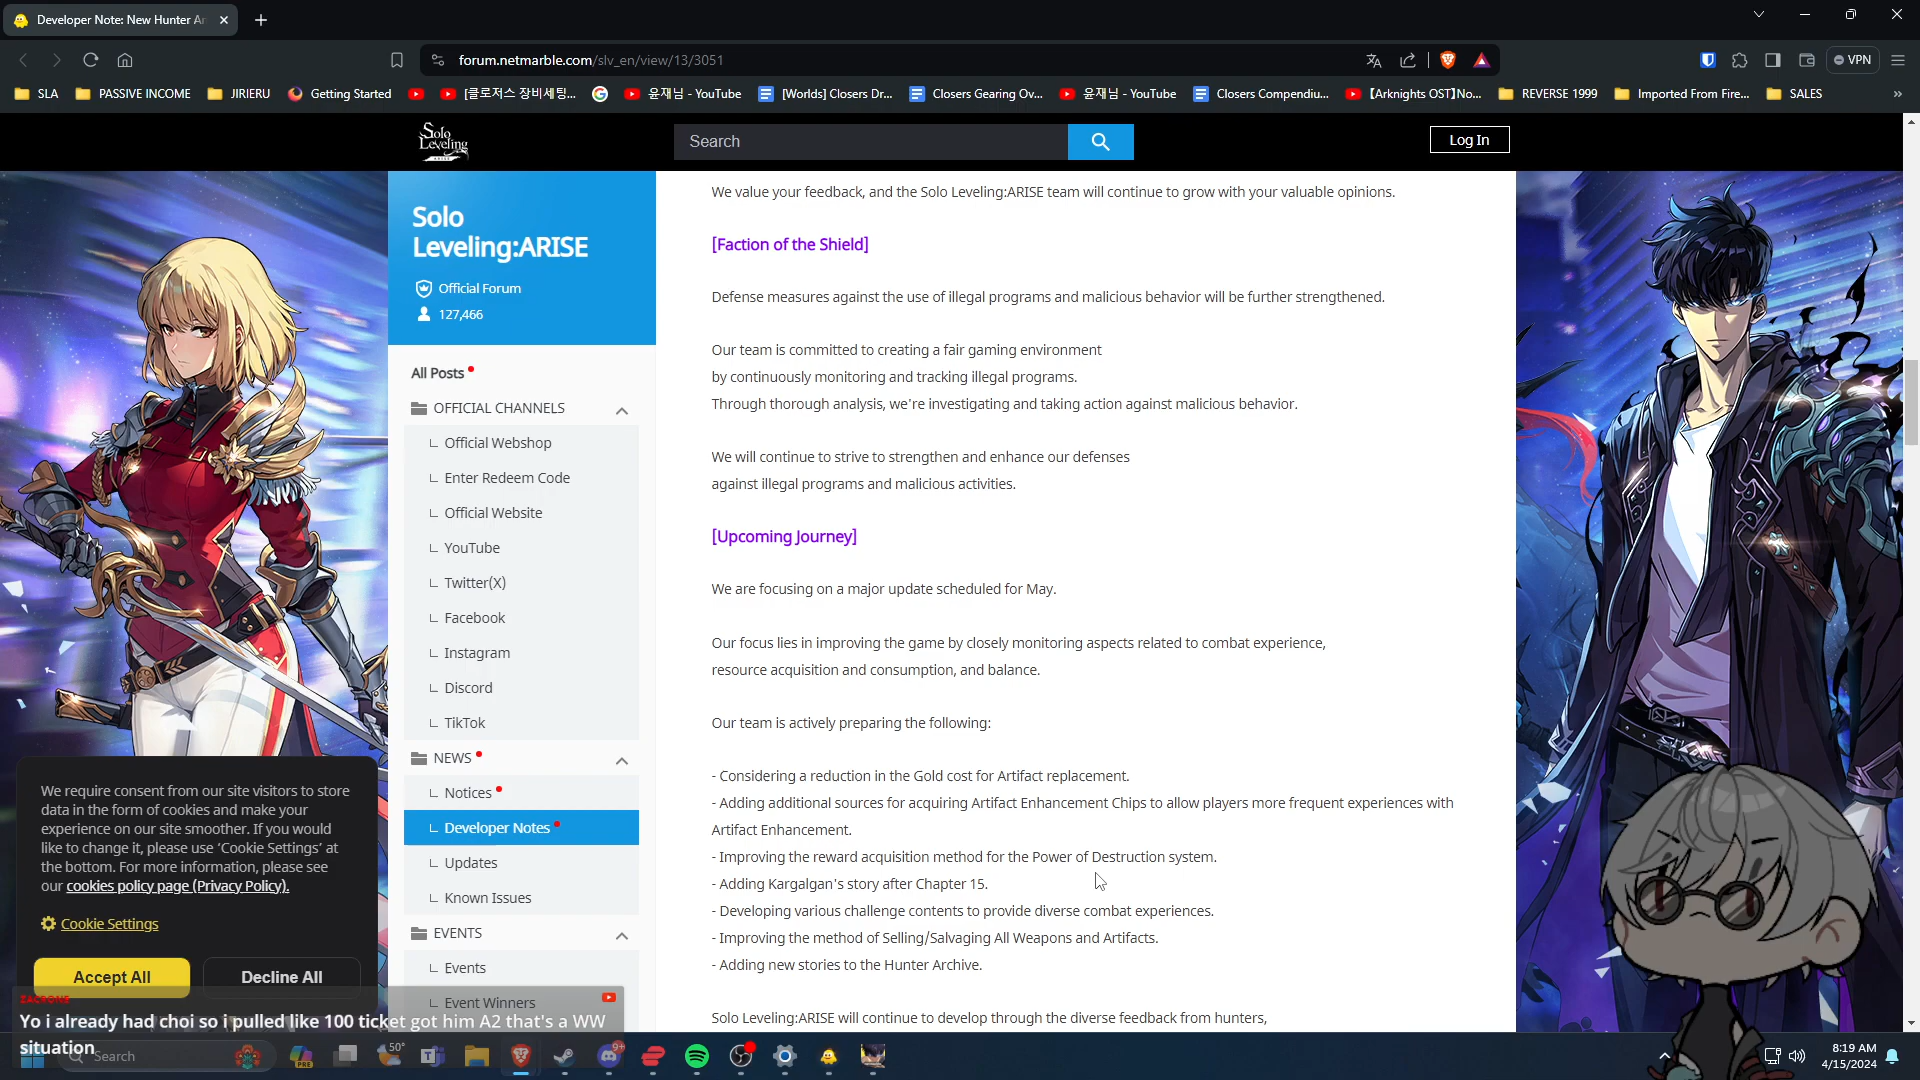 Developer Note: New Hunter Ar
forum.netmarble.com/slv_en/view/13/3051
VPN
SLA
PASSIVE INCOME
JIRIERU
Getting Started
[클로저스 장비세팅...
윤재님 - YouTube
[Worlds] Closers Dr...
Closers Gearing Ov...
윤재님 - YouTube
Closers Compendiu...
【Arknights OST】No...
REVERSE 1999
Imported From Fire...
SALES
Solo Leveling
ARISE
Search
Log In
Solo
Leveling:ARISE
Official Forum
127,466
All Posts
OFFICIAL CHANNELS
Official Webshop
Enter Redeem Code
Official Website
YouTube
Twitter(X)
Facebook
Instagram
Discord
TikTok
NEWS
Notices
Developer Notes
Updates
Known Issues
EVENTS
Events
Event Winners
We value your feedback, and the Solo Leveling:ARISE team will continue to grow with your valuable opinions.
[Faction of the Shield]
Defense measures against the use of illegal programs and malicious behavior will be further strengthened.
Our team is committed to creating a fair gaming environment
by continuously monitoring and tracking illegal programs.
Through thorough analysis, we're investigating and taking action against malicious behavior.
We will continue to strive to strengthen and enhance our defenses
against illegal programs and malicious activities.
[Upcoming Journey]
We are focusing on a major update scheduled for May.
Our focus lies in improving the game by closely monitoring aspects related to combat experience,
resource acquisition and consumption, and balance.
Our team is actively preparing the following:
- Considering a reduction in the Gold cost for Artifact replacement.
- Adding additional sources for acquiring Artifact Enhancement Chips to allow players more frequent experiences with
Artifact Enhancement.
- Improving the reward acquisition method for the Power of Destruction system.
- Adding Kargalgan's story after Chapter 15.
- Developing various challenge contents to provide diverse combat experiences.
- Improving the method of Selling/Salvaging All Weapons and Artifacts.
- Adding new stories to the Hunter Archive.
Solo Leveling:ARISE will continue to develop through the diverse feedback from hunters,
We require consent from our site visitors to store
data in the form of cookies and make your
experience on our site smoother. If you would
like to change it, please use ‘Cookie Settings’ at
the bottom. For more information, please see
our cookies policy page (Privacy Policy).
Cookie Settings
Accept All
Decline All
Yo i already had choi so i pulled like 100 ticket got him A2 that's a WW
situation
Search
PRE
50°
9+
8:19 AM
4/15/2024